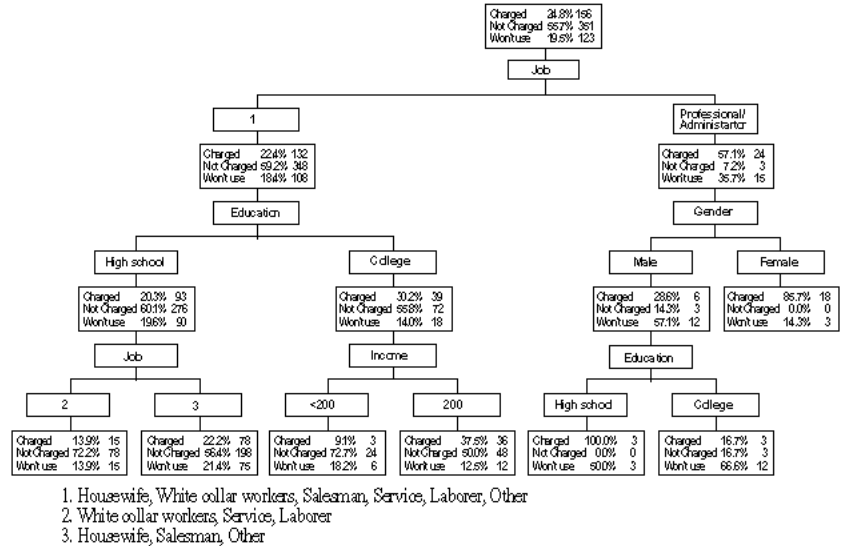 Charged 24.8% 156
Not Charged 55.7% 351
Won't use 19.5% 123
Job
1
Professional/
Administartor
Charged 22.4% 132
Not Charged 59.2% 348
Won't use 18.4% 108
Charged 57.1% 24
Not Charged 7.2% 3
Won't use 35.7% 15
Education
Gender
High school
College
Male
Female
Charged 20.3% 93
Not Charged 60.1% 276
Won't use 19.6% 90
Charged 30.2% 39
Not Charged 55.8% 72
Won't use 14.0% 18
Charged 28.6% 6
Not Charged 14.3% 3
Won't use 57.1% 12
Charged 85.7% 18
Not Charged 0.0% 0
Won't use 14.3% 3
Job
Income
Education
2
3
<200
200
High school
College
Charged 13.9% 15
Not Charged 72.2% 78
Won't use 13.9% 15
Charged 22.2% 78
Not Charged 56.4% 198
Won't use 21.4% 75
Charged 9.1% 3
Not Charged 72.7% 24
Won't use 18.2% 6
Charged 37.5% 36
Not Charged 50.0% 48
Won't use 12.5% 12
Charged 100.0% 3
Not Charged 0.0% 0
Won't use 50.0% 3
Charged 16.7% 3
Not Charged 16.7% 3
Won't use 66.6% 12
1. Housewife, White collar workers, Salesman, Service, Laborer, Other
2. White collar workers, Service, Laborer
3. Housewife, Salesman, Other